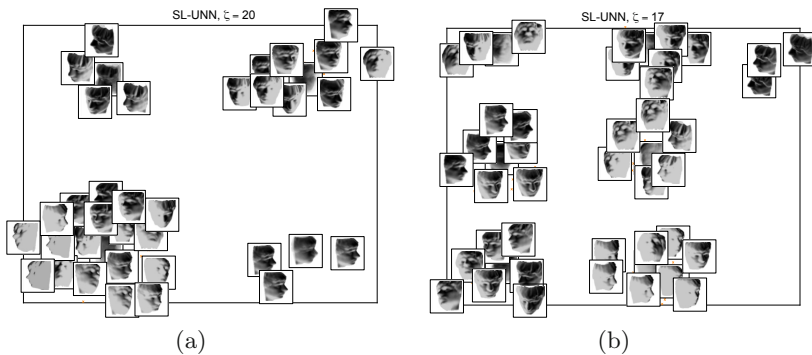 SL-UNN, ζ = 20
SL-UNN, ζ = 17
(a)
(b)